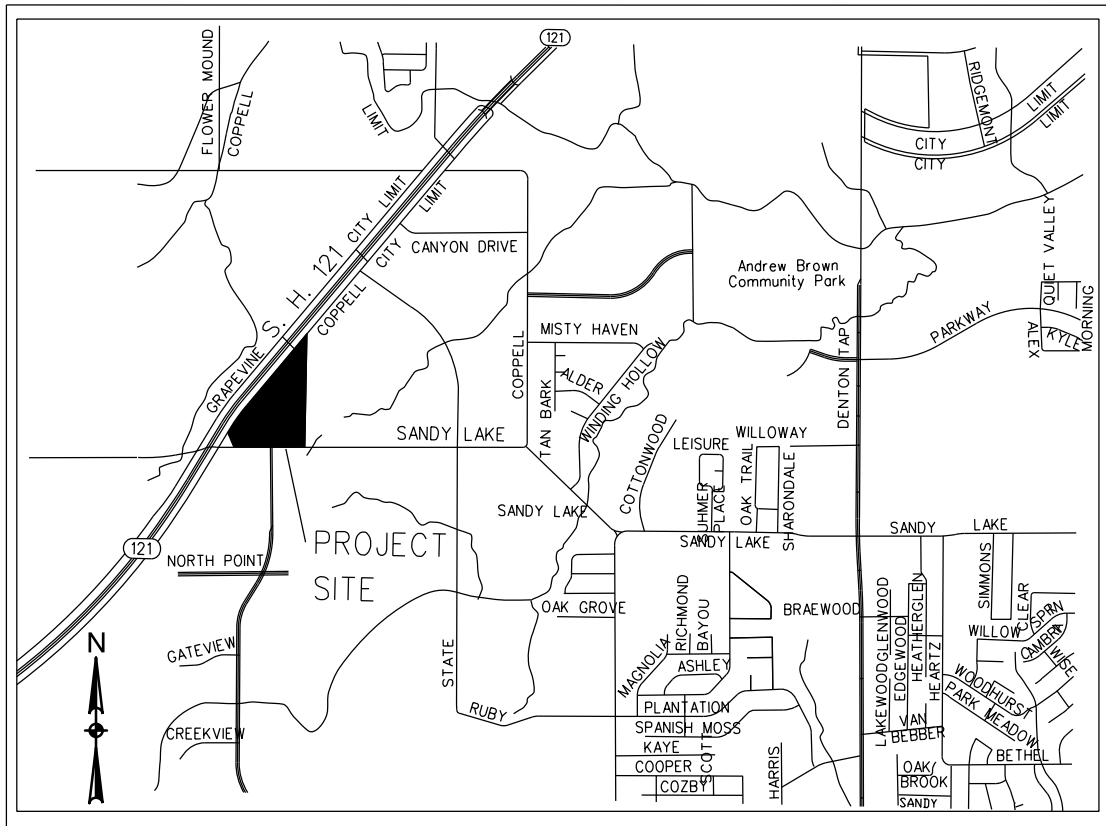 121
FLOWER MOUND
COPPELL
LIMIT
RIDGEMONT
LIMIT
LIMIT
CITY
CITY
S. H. 121
CITY LIMIT
LIMIT
CITY
COPPELL
GRAPEVINE
CANYON DRIVE
Andrew Brown
Community Park
QUIET VALLEY
MORNING
KYLE
ALEX
PARKWAY
DENTON TAP
MISTY HAVEN
COPPELL
ALDER
TAN BARK
WINDING HOLLOW
SANDY LAKE
COTTONWOOD
LEISURE
WILLOWAY
PLACE
OAK TRAIL
SHARONDALE
SANDY LAKE
SANDY LAKE
SANDY LAKE
121
NORTH POINT
PROJECT
SITE
OAK GROVE
RICHMOND
BAYOU
BRAEWOOD
LAKEWOOD
GLENWOOD
EDGEWOOD
HEATHERGLEN
HEARTZ
SIMMONS
CLEAR
WILLOW
CAMBRA
WISE
N
GATEVIEW
STATE
MAGNOLIA
ASHLEY
WOODHURST
PARK MEADOW
RUBY
PLANTATION
SPANISH MOSS
CREEKVIEW
KAYE
SCOTT
COOPER
COZBY
HARRIS
VAN
BEBBER
BETHEL
OAK
BROOK
SANDY